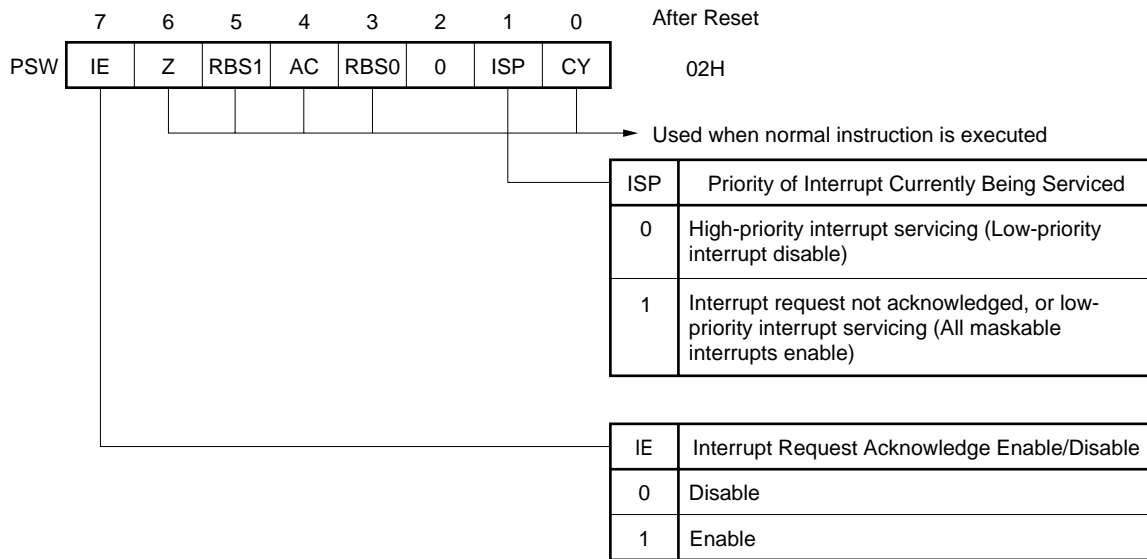 7 6 5 4 3 2 1 0 After Reset
PSW IE Z RBS1 AC RBS0 0 ISP CY 02H
Used when normal instruction is executed
ISP Priority of Interrupt Currently Being Serviced
0 High-priority interrupt servicing (Low-priority
interrupt disable)
1 Interrupt request not acknowledged, or low-
priority interrupt servicing (All maskable
interrupts enable)
IE Interrupt Request Acknowledge Enable/Disable
0 Disable
1 Enable